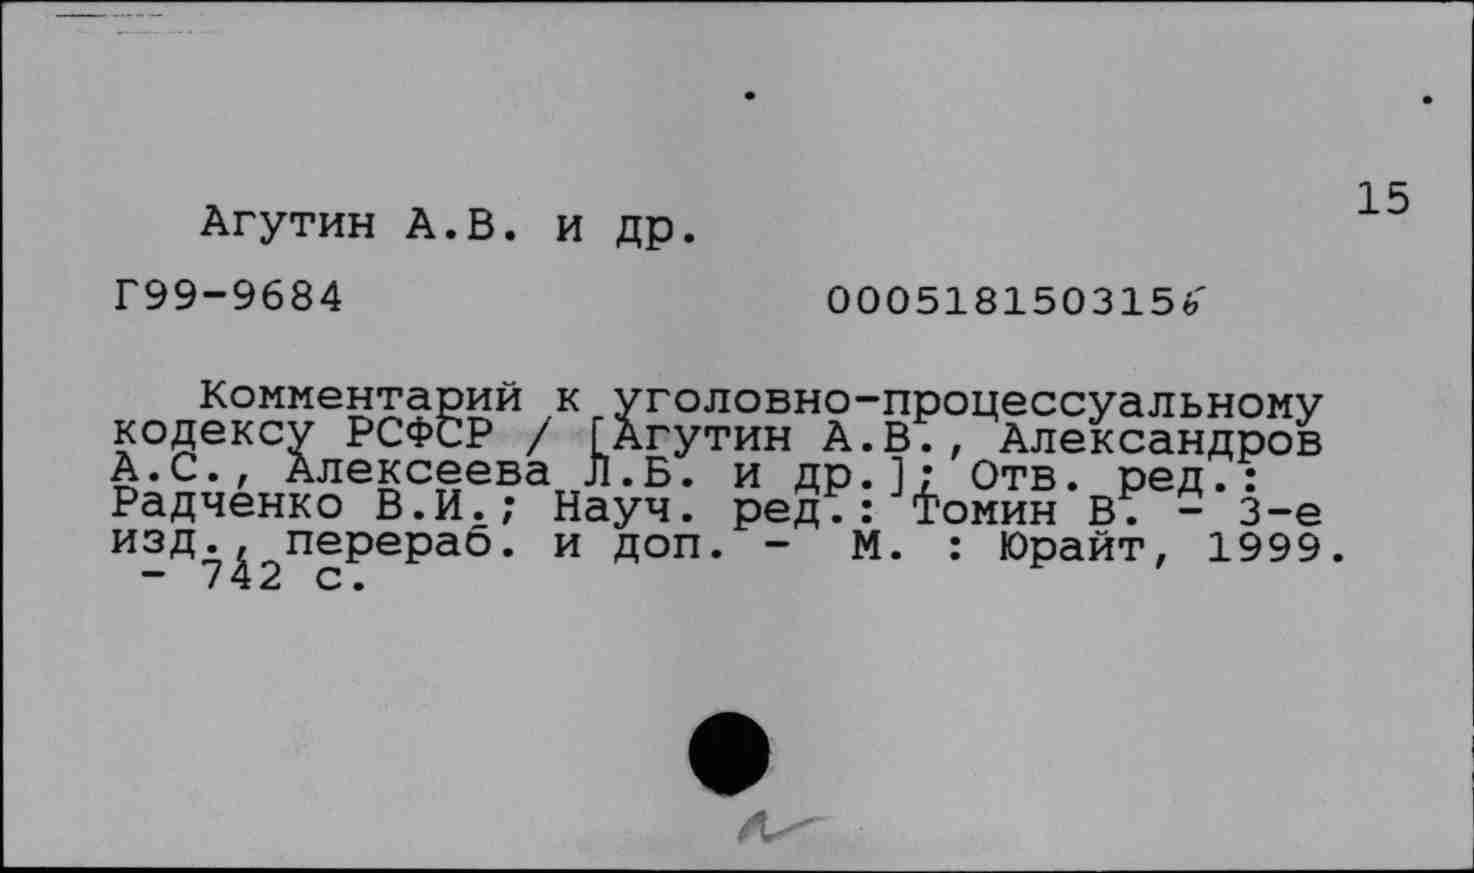 15
Агутин А.В. и др.
Г99-9684 000518150315б
Комментарий к уголовно-процессуальному
кодексу РСФСР / [Агутин А.В., Александров
А.С., Алексеева Л.Б. и др.]; Отв. ред.:
Радченко В.И.; Науч. ред.: Томин В. - 3-е
изд., перераб. и доп. - М. : Юрайт, 1999.
- 742 с.